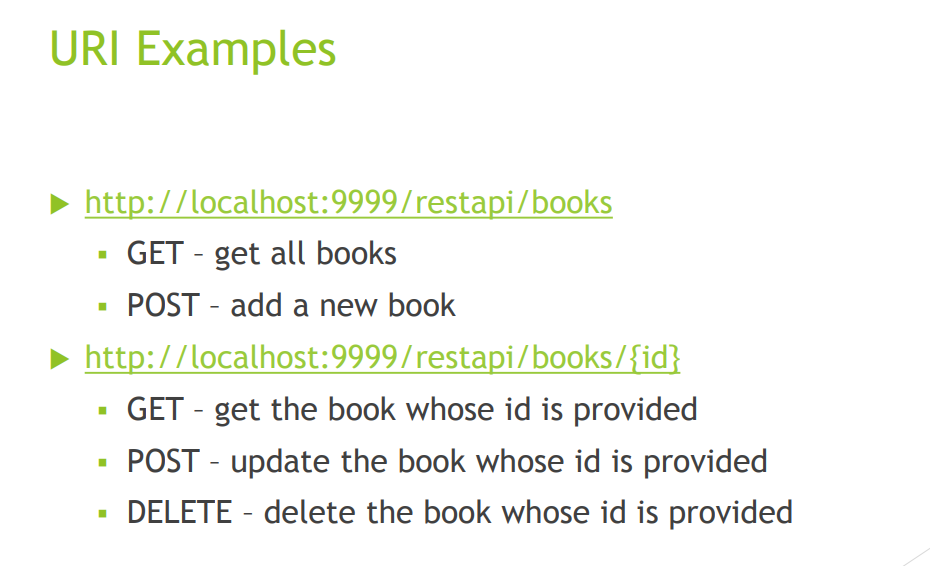 URI Examples
http://localhost:9999/restapi/books
GET – get all books
POST – add a new book
http://localhost:9999/restapi/books/{id}
GET – get the book whose id is provided
POST – update the book whose id is provided
DELETE – delete the book whose id is provided